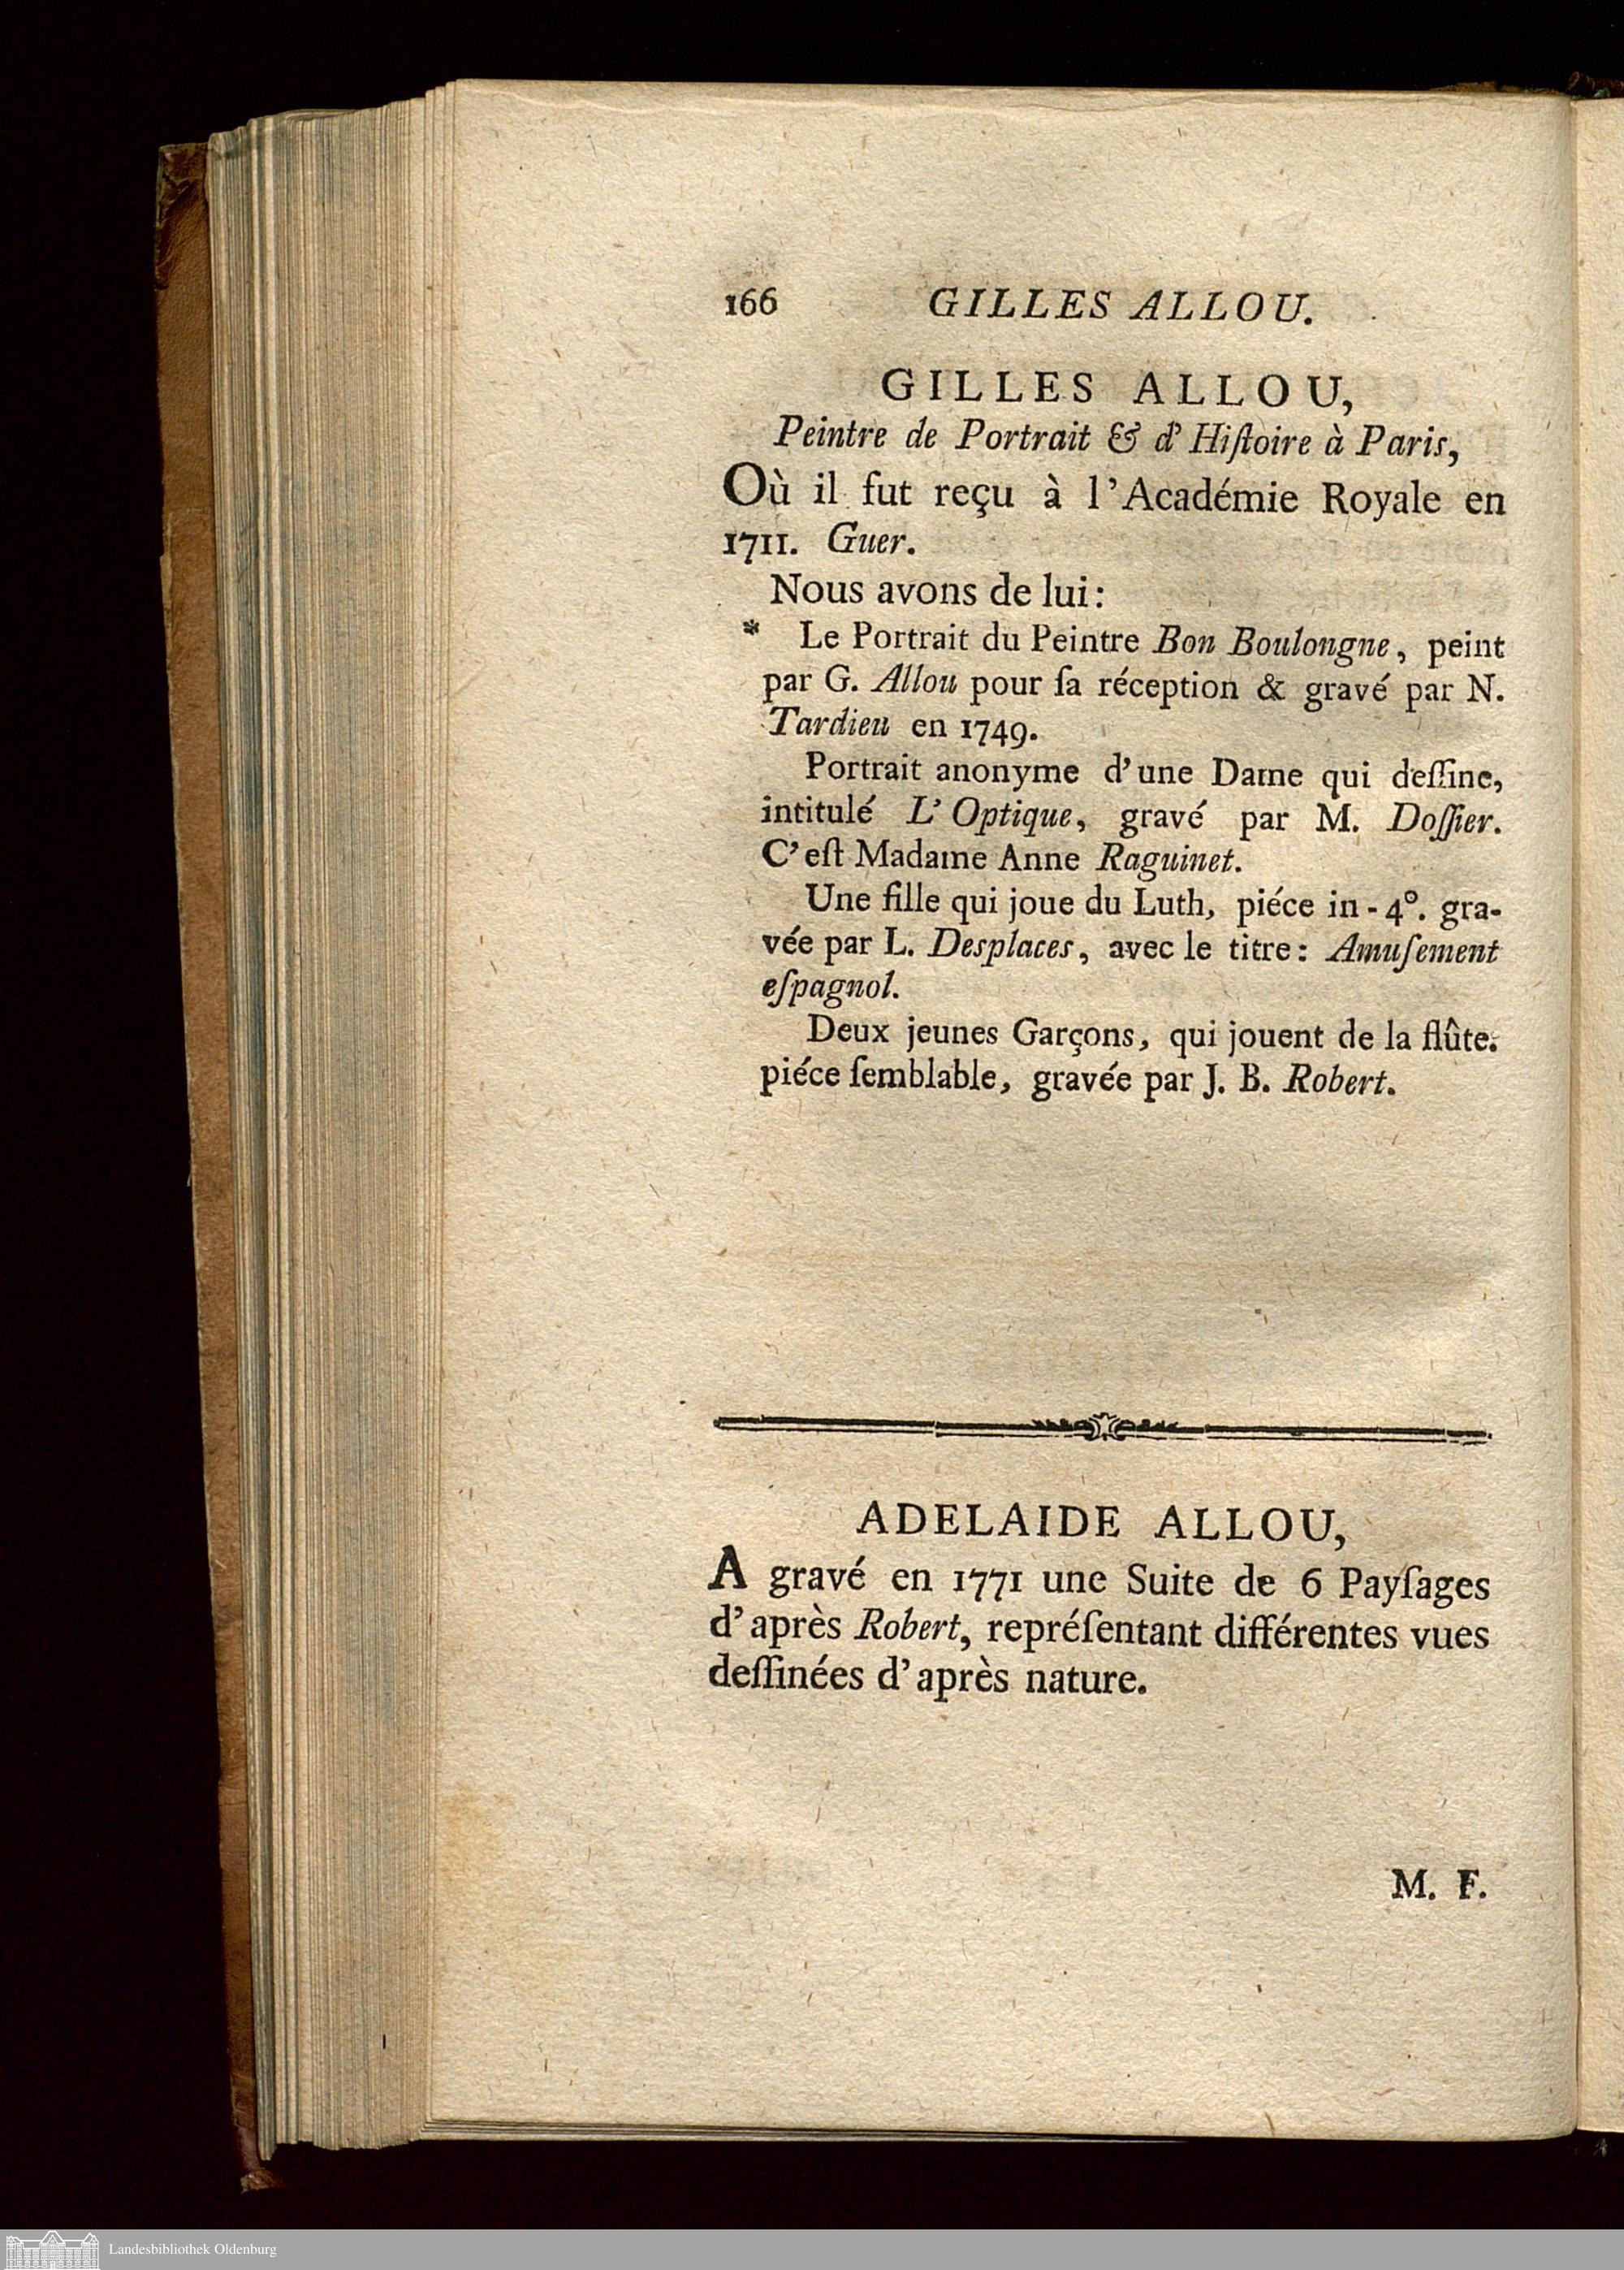 166 GILLES ALLOU.
GILLES ALLOU,
Peintre de Portrait & d' Hiſtoire à Paris,
Où il fut reçu à l'Académie Royale en
1711. Guer.
Nous avons de lui:
* Le Portrait du Peintre Bon Boulongne, peint
par G. Allou pour ſa réception & gravé par N.
Tardieu en 1749.
Portrait anonyme d'une Dame qui deſſine,
intitulé L' Optique, gravé par M. Doſſier.
C'eſt Madame Anne Raguinet.
Une fille qui joue du Luth, piéce in-4°. gra-
vée par L. Desplaces, avec le titre: Amuſement
eſpagnol.
Deux jeunes Garçons, qui jouent de la flûte.
piéce ſemblable, gravée par J. B. Robert.
ADELAIDE ALLOU,
A gravé en 1771 une Suite de 6 Payſages
d'après Robert, repréſentant différentes vues
deſſinées d'après nature.
M. F.
Landesbibliothek Oldenburg